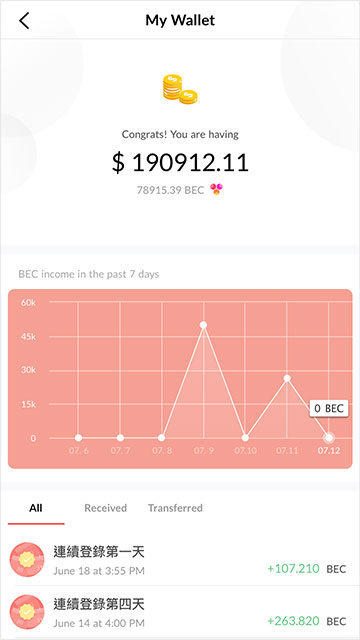 My Wallet
Congrats! You are having
$ 190912.11
78915.39 BEC
BEC income in the past 7 days
60k
45k
30k
15k
0 BEC
0
07. 6 07. 7 07. 8 07. 9 07.10 07.11 07.12
All Received Transferred
連續登錄第一天
June 18 at 3:55 PM
+107.210 BEC
連續登錄第四天
June 14 at 4:00 PM
+263.820 BEC